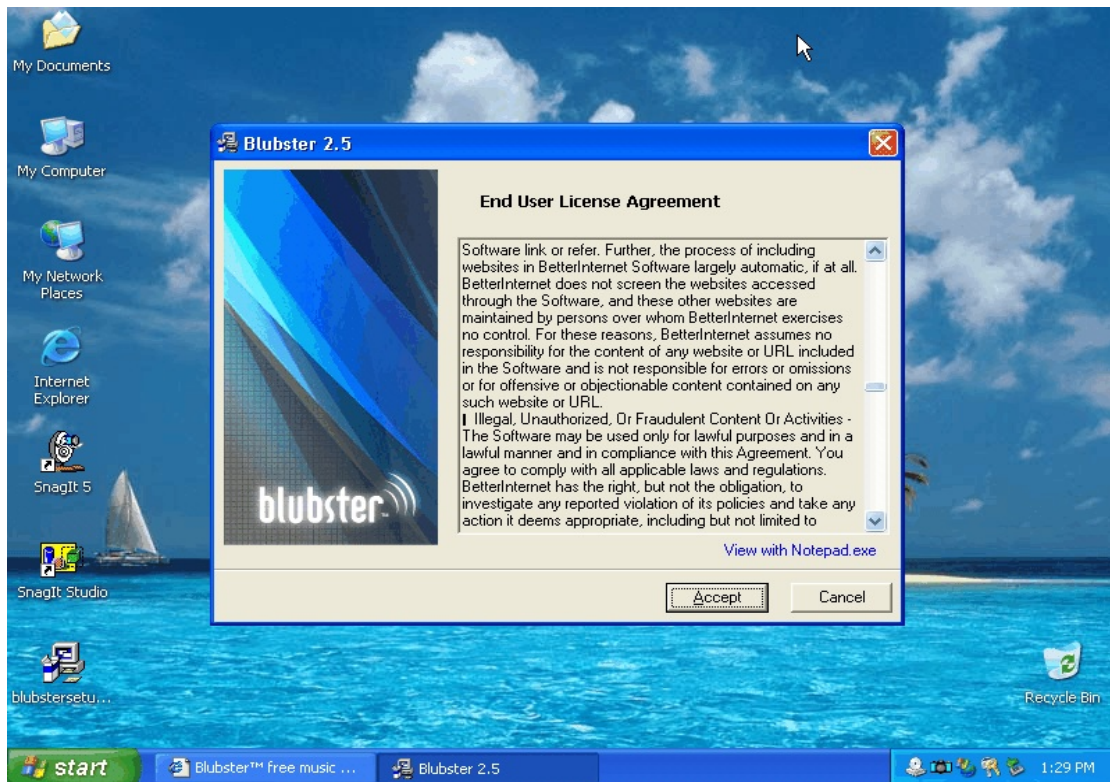 My Documents
My Computer
My Network
Places
Internet
Explorer
SnagIt 5
SnagIt Studio
blubstersetu...
Blubster 2.5
End User License Agreement
Software link or refer. Further, the process of including
websites in BetterInternet Software largely automatic, if at all.
BetterInternet does not screen the websites accessed
through the Software, and these other websites are
maintained by persons over whom BetterInternet exercises
no control. For these reasons, BetterInternet assumes no
responsibility for the content of any website or URL included
in the Software and is not responsible for errors or omissions
or for offensive or objectionable content contained on any
such website or URL.
Illegal, Unauthorized, Or Fraudulent Content Or Activities -
The Software may be used only for lawful purposes and in a
lawful manner and in compliance with this Agreement. You
agree to comply with all applicable laws and regulations.
BetterInternet has the right, but not the obligation, to
investigate any reported violation of its policies and take any
action it deems appropriate, including but not limited to
blubster
View with Notepad.exe
Accept
Cancel
Recycle Bin
start
Blubster™ free music ...
Blubster 2.5
1:29 PM